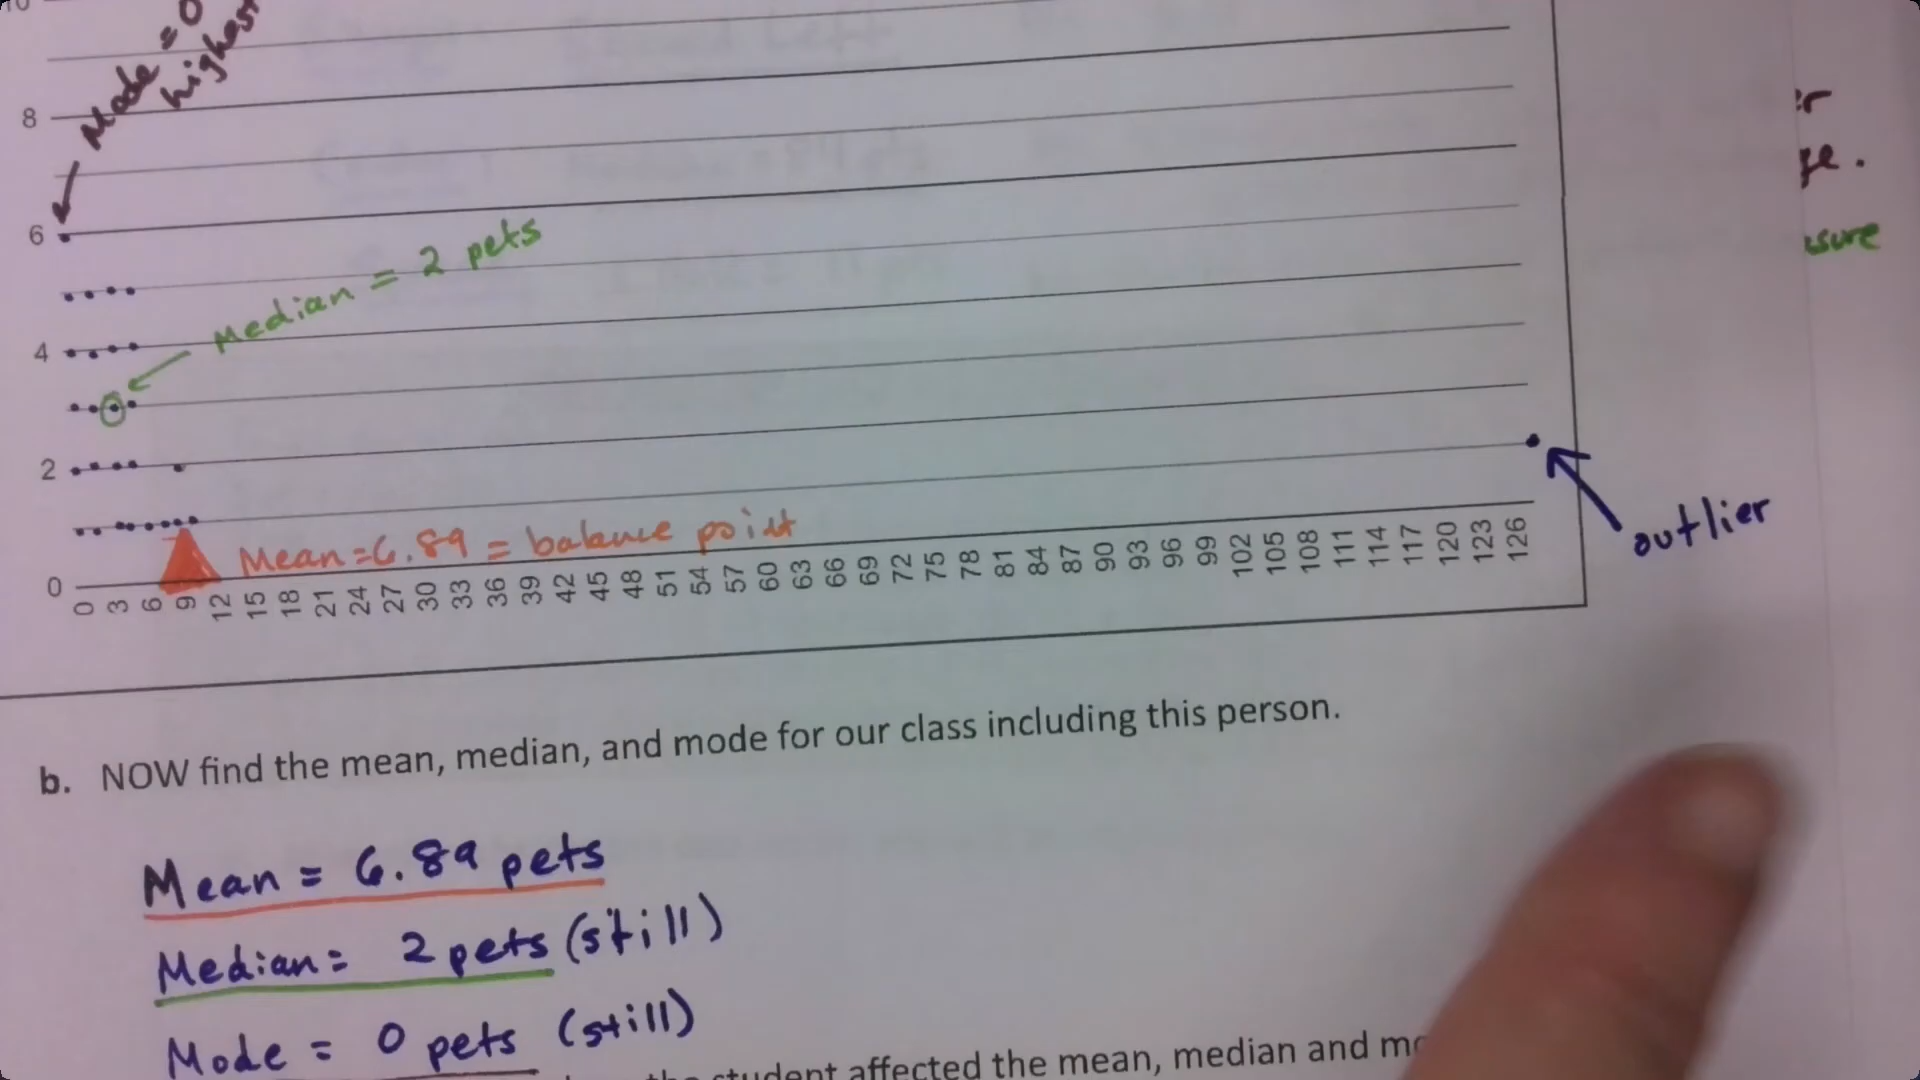 10
Mode = 0
highest
8
6
Median = 2 pets
4
2
0
Mean = 6.89 = balance point
0 3 6 9 12 15 18 21 24 27 30 33 36 39 42 45 48 51 54 57 60 63 66 69 72 75 78 81 84 87 90 93 96 99 102 105 108 111 114 117 120 123 126
outlier
b. NOW find the mean, median, and mode for our class including this person.
Mean = 6.89 pets
Median = 2 pets (still)
Mode = 0 pets (still)
the student affected the mean, median and